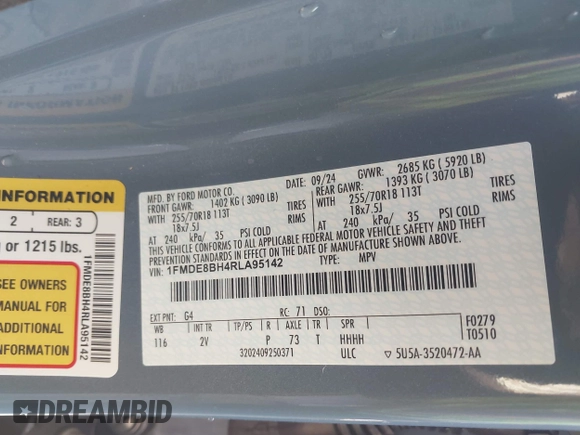 INFORMATION
2 REAR: 3
or 1215 lbs.
SEE OWNERS
MANUAL FOR
ADDITIONAL
1FMDE8BH4RLA95142
MFD. BY FORD MOTOR CO.
09/24 GVWR: 2685 KG ( 5920 LB)
FRONT GAWR: 1402 KG ( 3090 LB)
REAR GAWR: 1393 KG ( 3070 LB)
WITH 255/70R18 113T TIRES
WITH 255/70R18 113T TIRES
18x7.5J RIMS
18x7.5J RIMS
AT 240 kPa/ 35 PSI COLD
AT 240 kPa/ 35 PSI COLD
THIS VEHICLE CONFORMS TO ALL APPLICABLE FEDERAL MOTOR VEHICLE SAFETY AND THEFT
PREVENTION STANDARDS IN EFFECT ON THE DATE OF MANUFACTURE SHOWN ABOVE.
VIN: 1FMDE8BH4RLA95142 TYPE: MPV
EXT PNT: G4 RC: 71 DSO:
WB INT TR TP/PS R AXLE TR SPR
116 2V P 73 T HHHH
3202409250371 ULC
F0279
T0510
5U5A-3520472-AA
DREAMBID